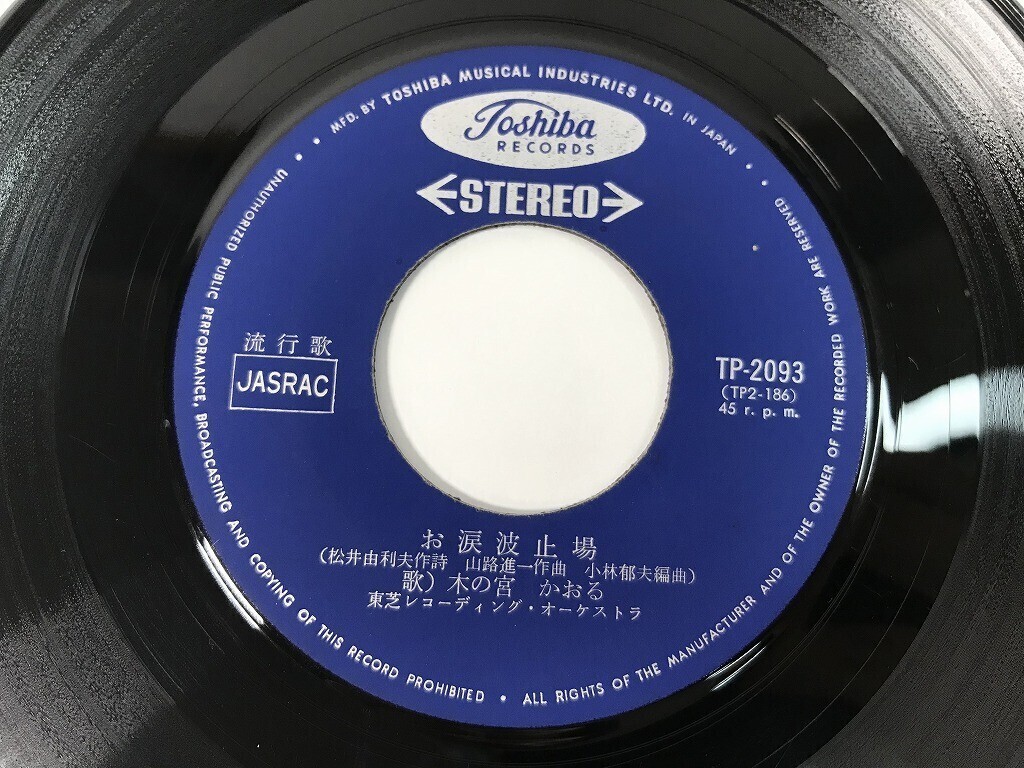 MFD. BY TOSHIBA MUSICAL INDUSTRIES LTD. IN JAPAN
Toshiba
RECORDS
STEREO
流行歌
JASRAC
TP-2093
(TP2-186)
45 r. p. m.
お涙波止場
(松井由利夫作詩 山路進一作曲 小林郁夫編曲)
歌) 木の宮 かおる
東芝レコーディング・オーケストラ
UNAUTHORIZED PUBLIC PERFORMANCE, BROADCASTING AND COPYING OF THIS RECORD PROHIBITED • ALL RIGHTS OF THE MANUFACTURER AND OF THE OWNER OF THE RECORDED WORK ARE RESERVED